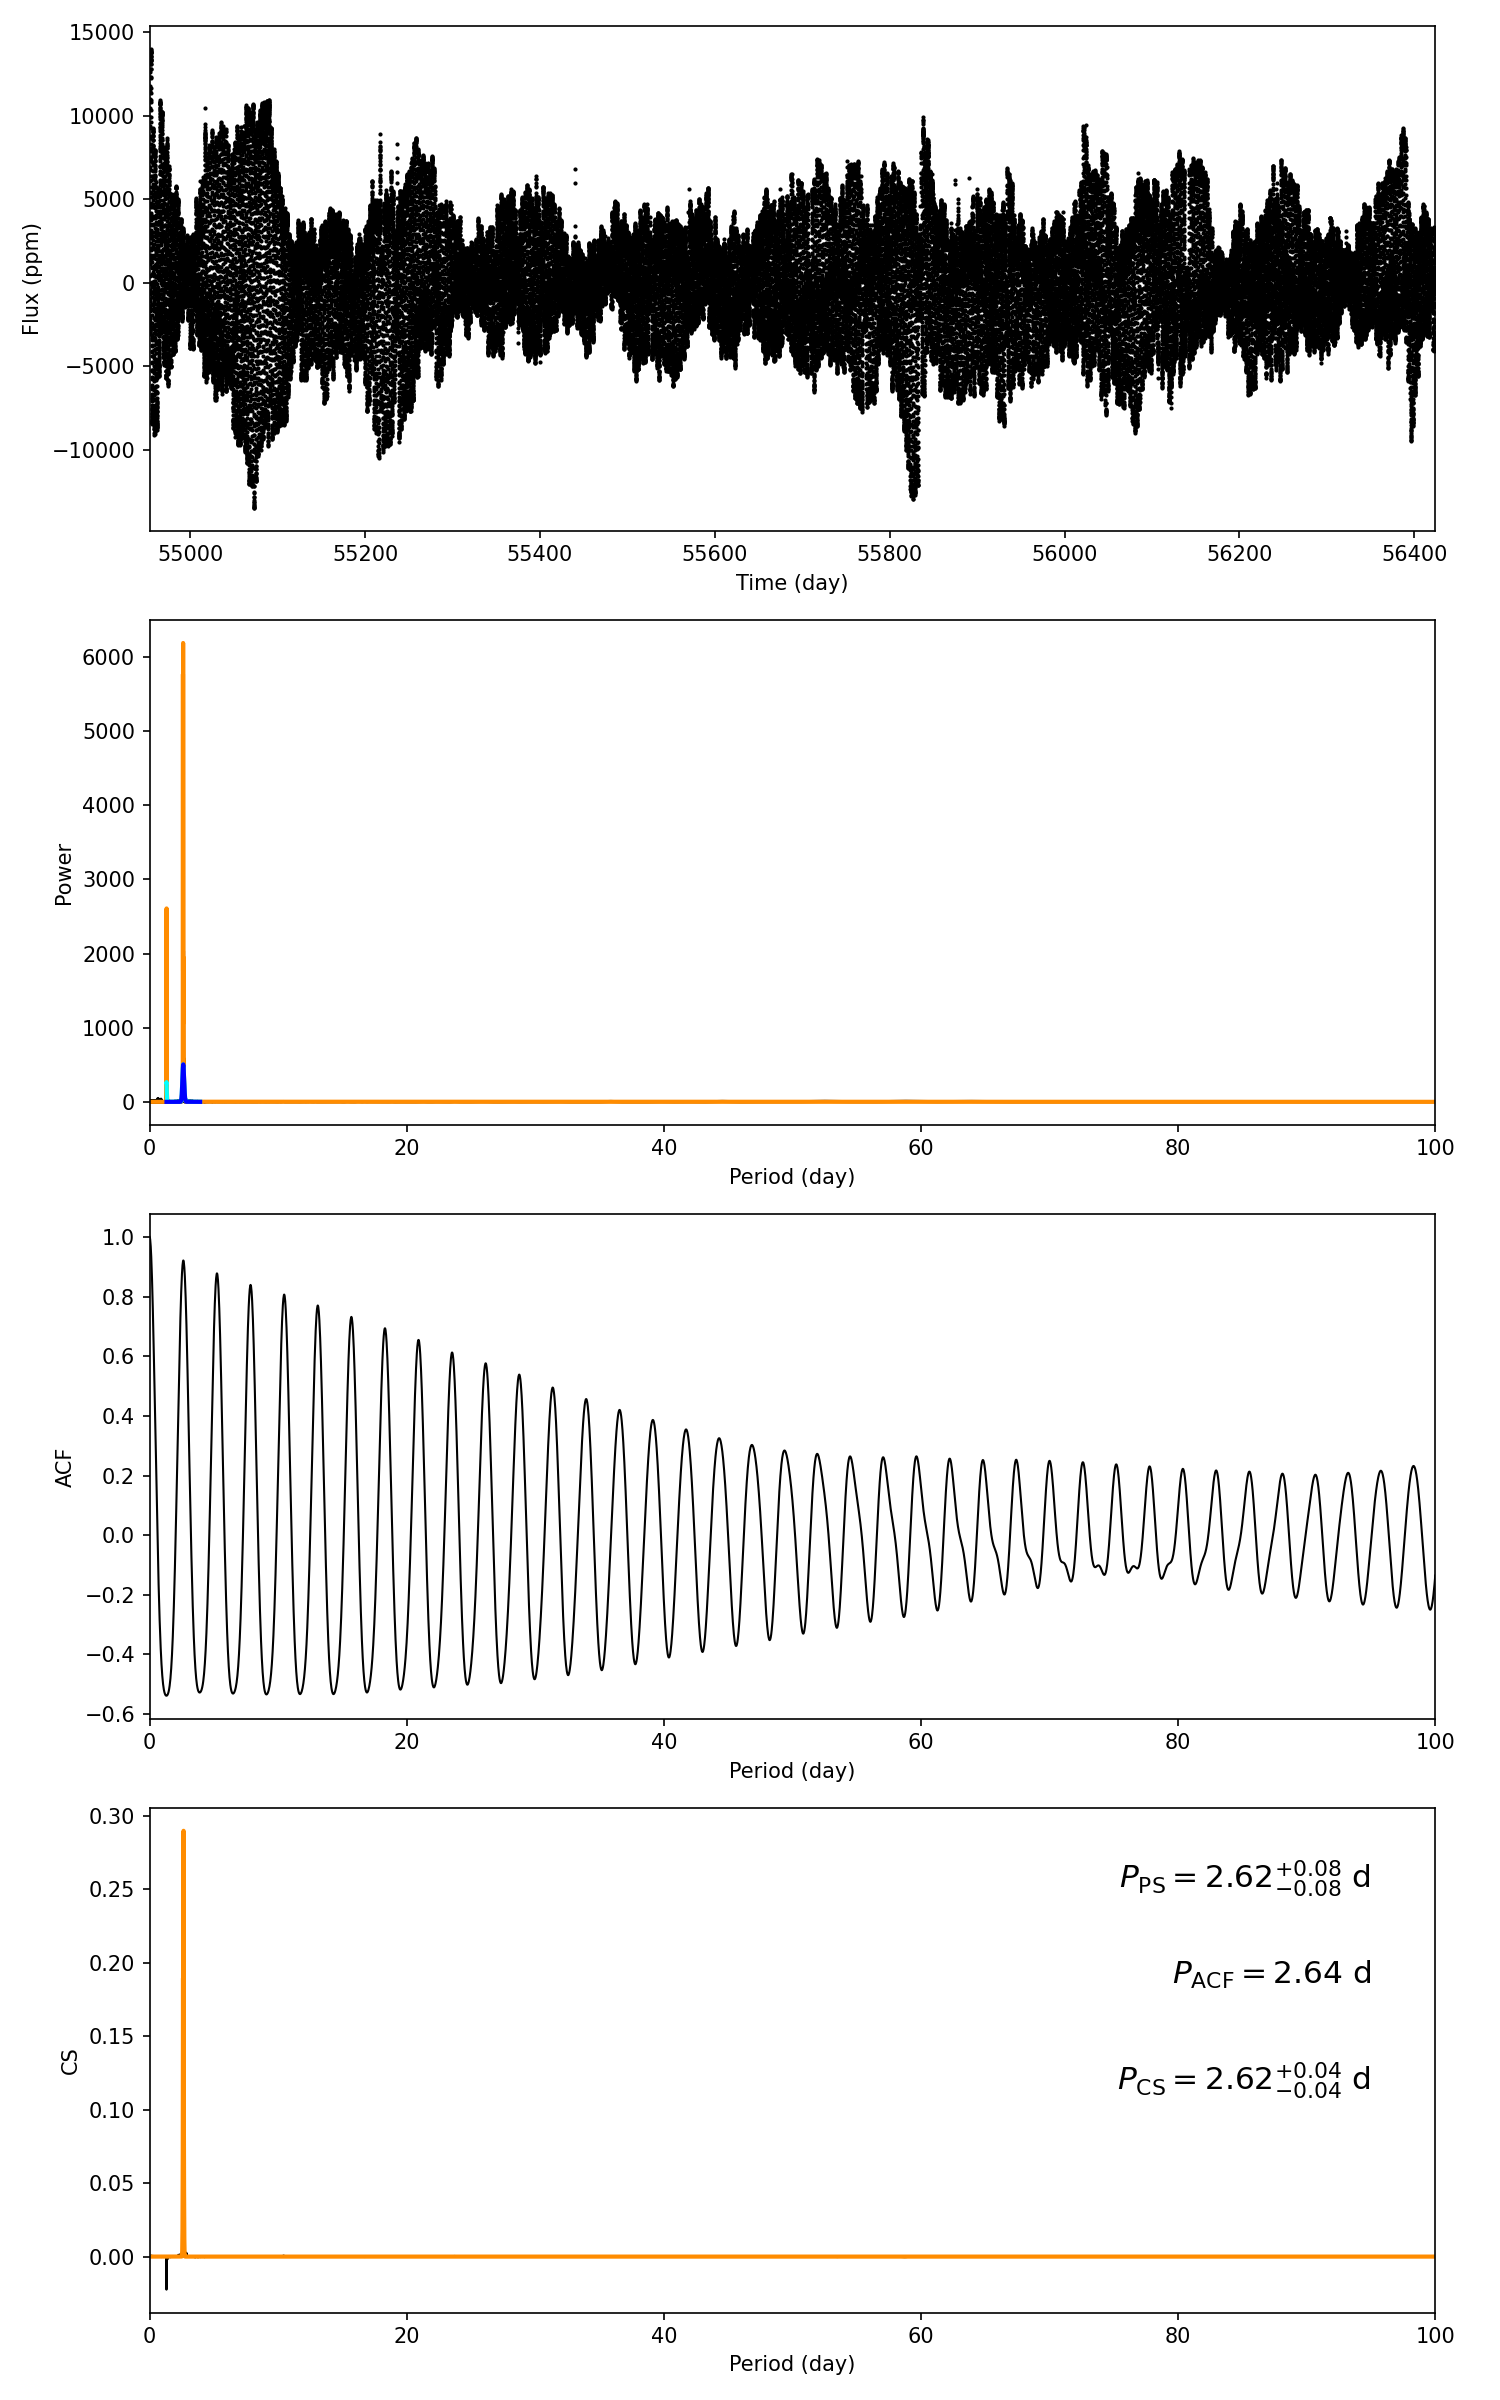 15000
10000
5000
0
−5000
−10000
Flux (ppm)
55000 55200 55400 55600 55800 56000 56200 56400
Time (day)
6000
5000
4000
3000
2000
1000
0
Power
0 20 40 60 80 100
Period (day)
1.0
0.8
0.6
0.4
0.2
0.0
−0.2
−0.4
−0.6
ACF
0 20 40 60 80 100
Period (day)
0.30
0.25
0.20
0.15
0.10
0.05
0.00
CS
P_PS = 2.62^{+0.08}_{−0.08} d
P_ACF = 2.64 d
P_CS = 2.62^{+0.04}_{−0.04} d
0 20 40 60 80 100
Period (day)